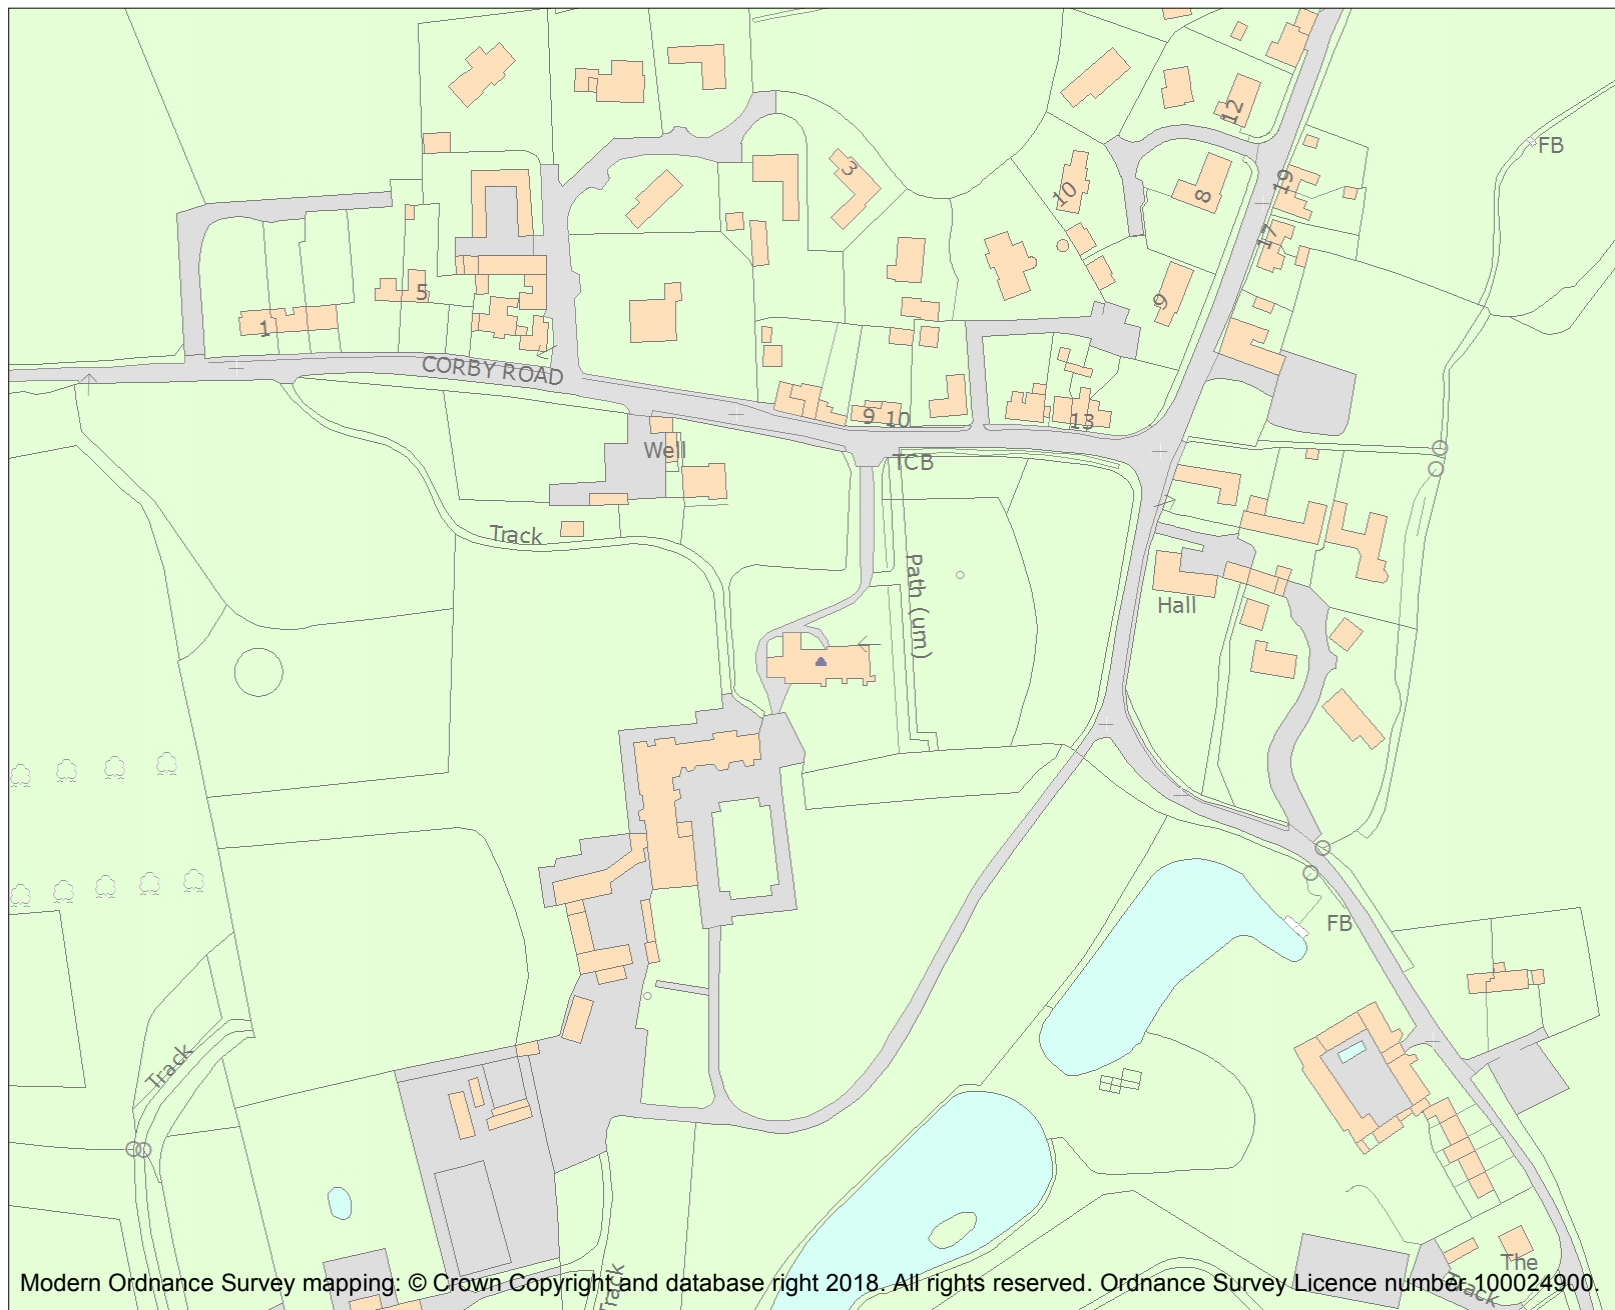 FB
12
3
19
10
8
17
5
9
1
CORBY ROAD
9 10
13
Well
TCB
Track
Path (um)
Hall
FB
Track
The
Track
Track
Modern Ordnance Survey mapping: © Crown Copyright and database right 2018. All rights reserved. Ordnance Survey Licence number 100024900.